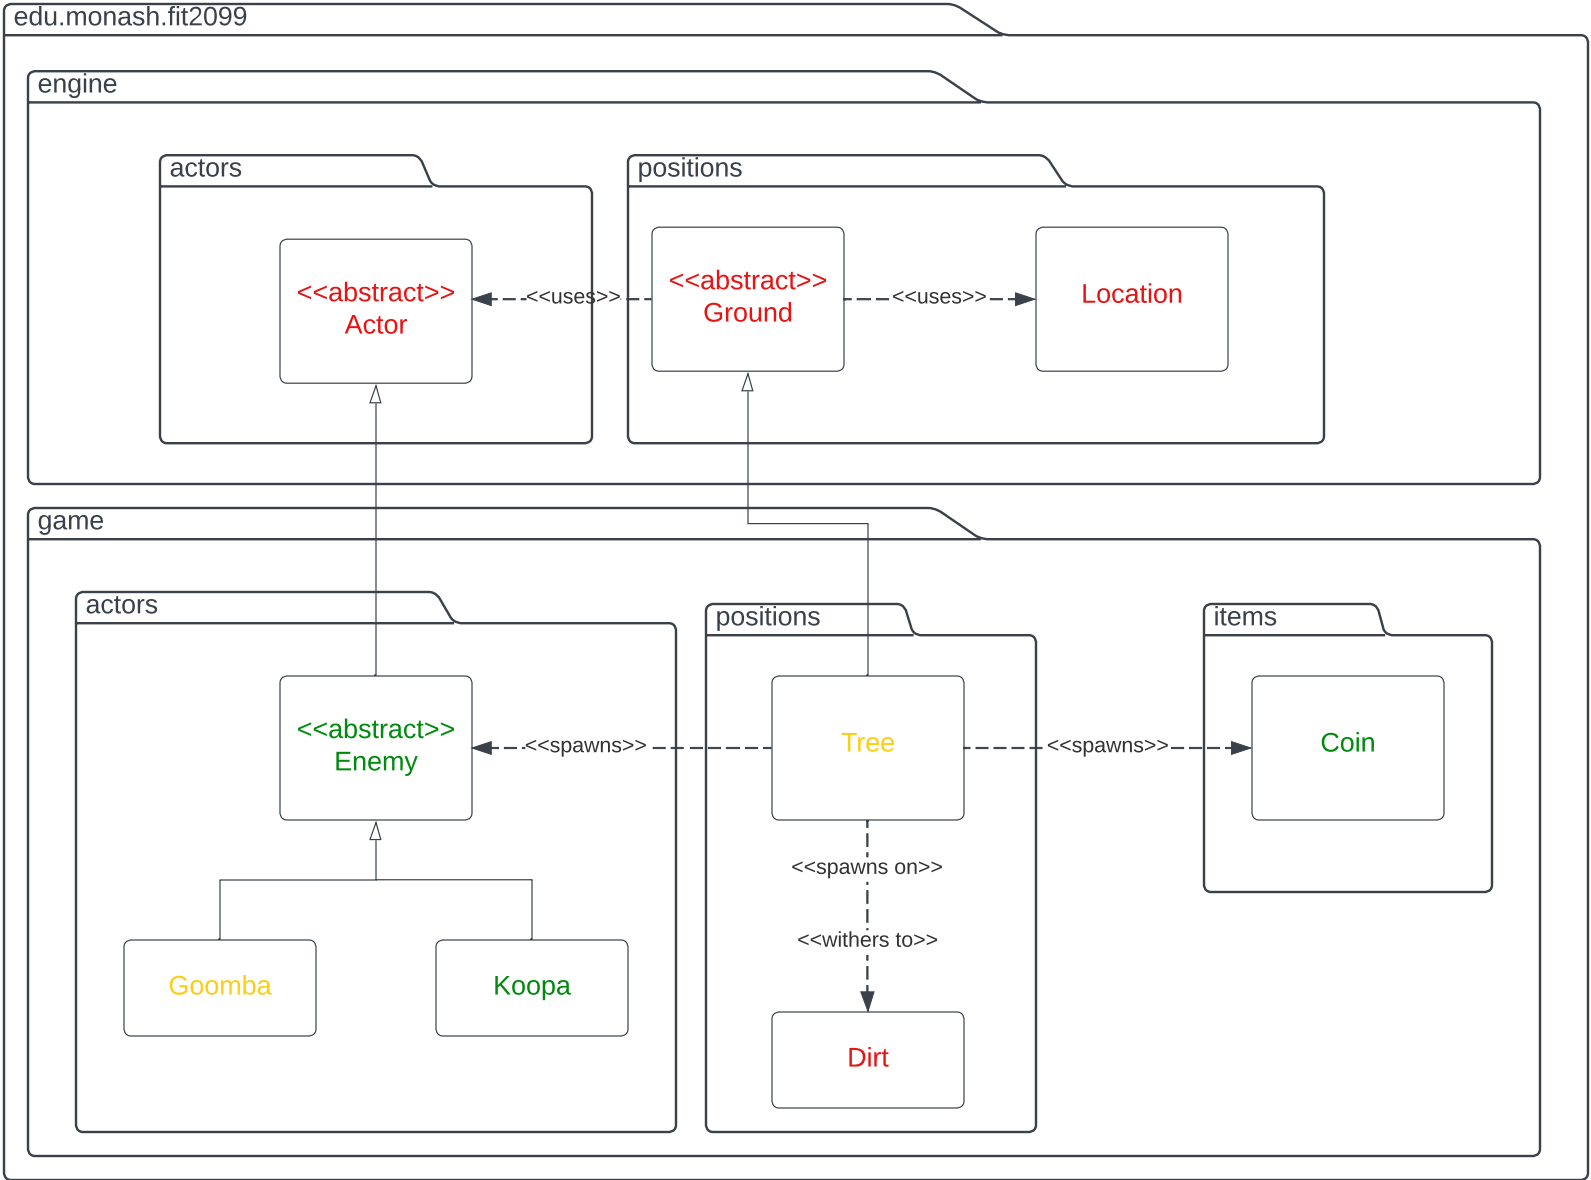 edu.monash.fit2099
engine
actors
positions
<<abstract>>
Actor
<<uses>>
<<abstract>>
Ground
<<uses>>
Location
game
actors
positions
items
<<abstract>>
Enemy
<<spawns>>
Tree
<<spawns>>
Coin
<<spawns on>>
<<withers to>>
Goomba
Koopa
Dirt